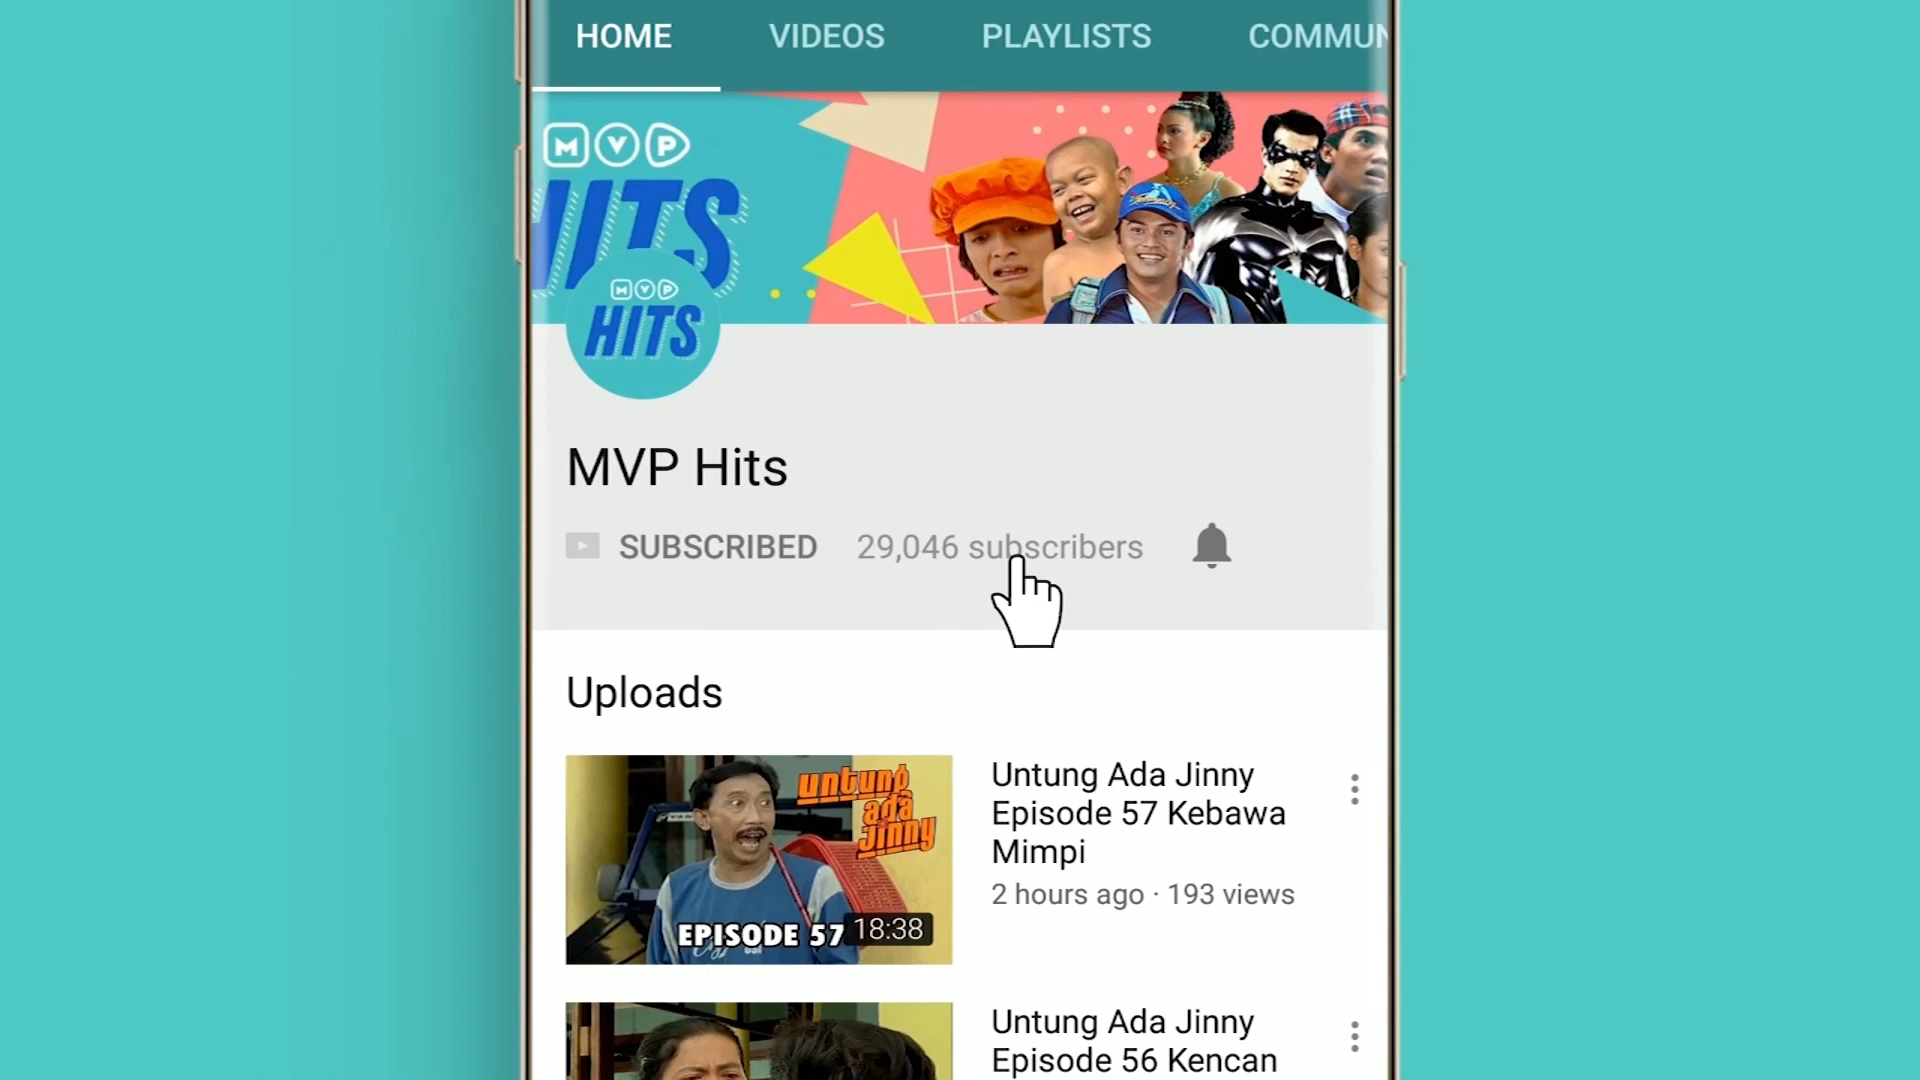 HOME VIDEOS PLAYLISTS COMMUN
MVP
HITS
MVP
HITS
MVP Hits
SUBSCRIBED 29,046 subscribers
Uploads
untung
ada
jinny
EPISODE 57 18:38
Untung Ada Jinny
Episode 57 Kebawa
Mimpi
2 hours ago · 193 views
Untung Ada Jinny
Episode 56 Kencan